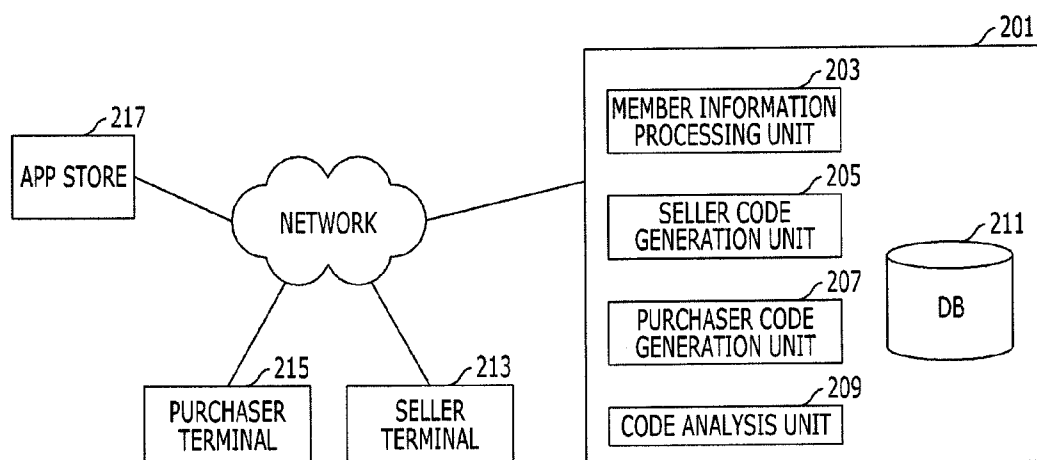 201
203
MEMBER INFORMATION
PROCESSING UNIT
217
APP STORE
205
SELLER CODE
GENERATION UNIT
NETWORK
211
DB
207
PURCHASER CODE
GENERATION UNIT
215
PURCHASER
TERMINAL
213
SELLER
TERMINAL
209
CODE ANALYSIS UNIT